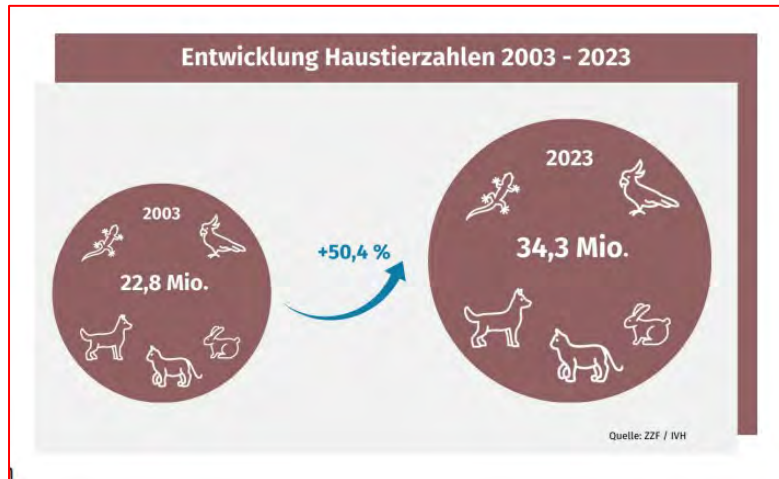 Entwicklung Haustierzahlen 2003 - 2023
2003
22,8 Mio.
+50,4 %
2023
34,3 Mio.
Quelle: ZZF / IVH